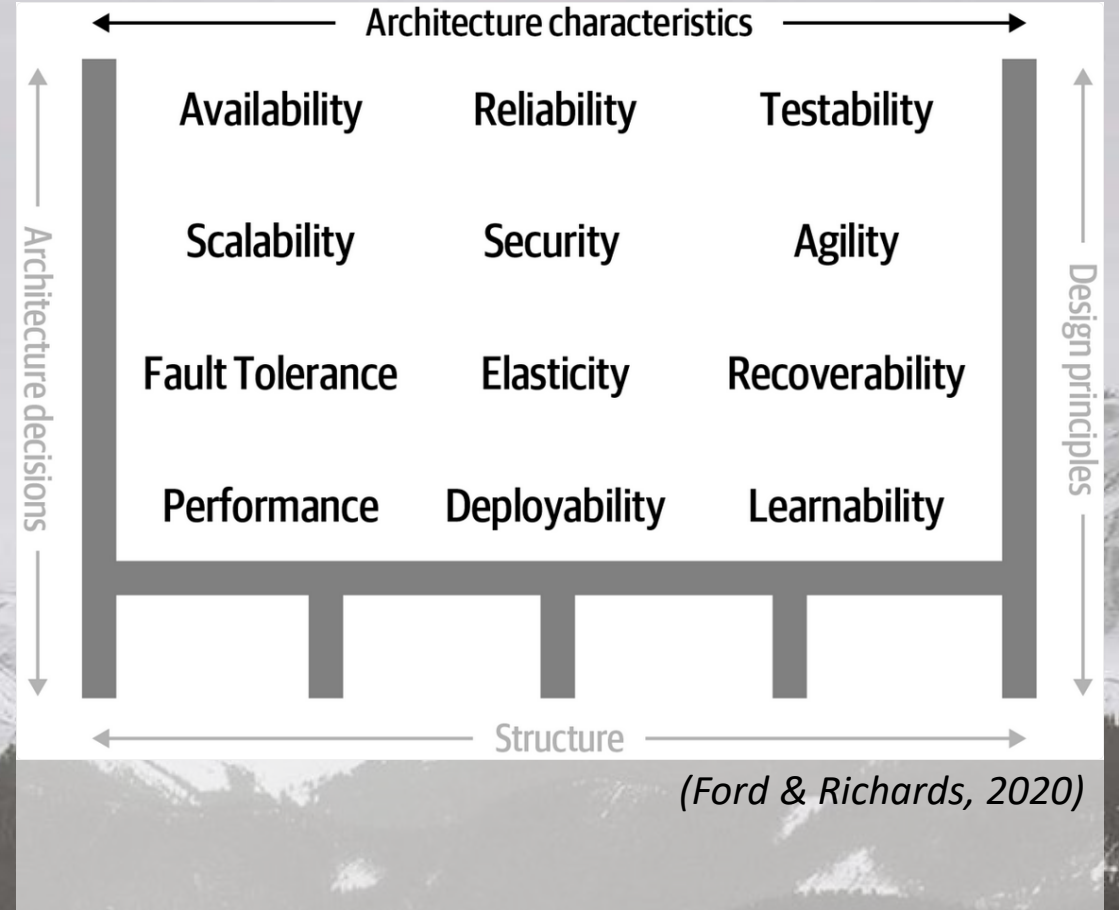 Architecture characteristics
Availability Reliability Testability
Scalability Security Agility
Fault Tolerance Elasticity Recoverability
Performance Deployability Learnability
Architecture decisions
Design principles
Structure
(Ford & Richards, 2020)